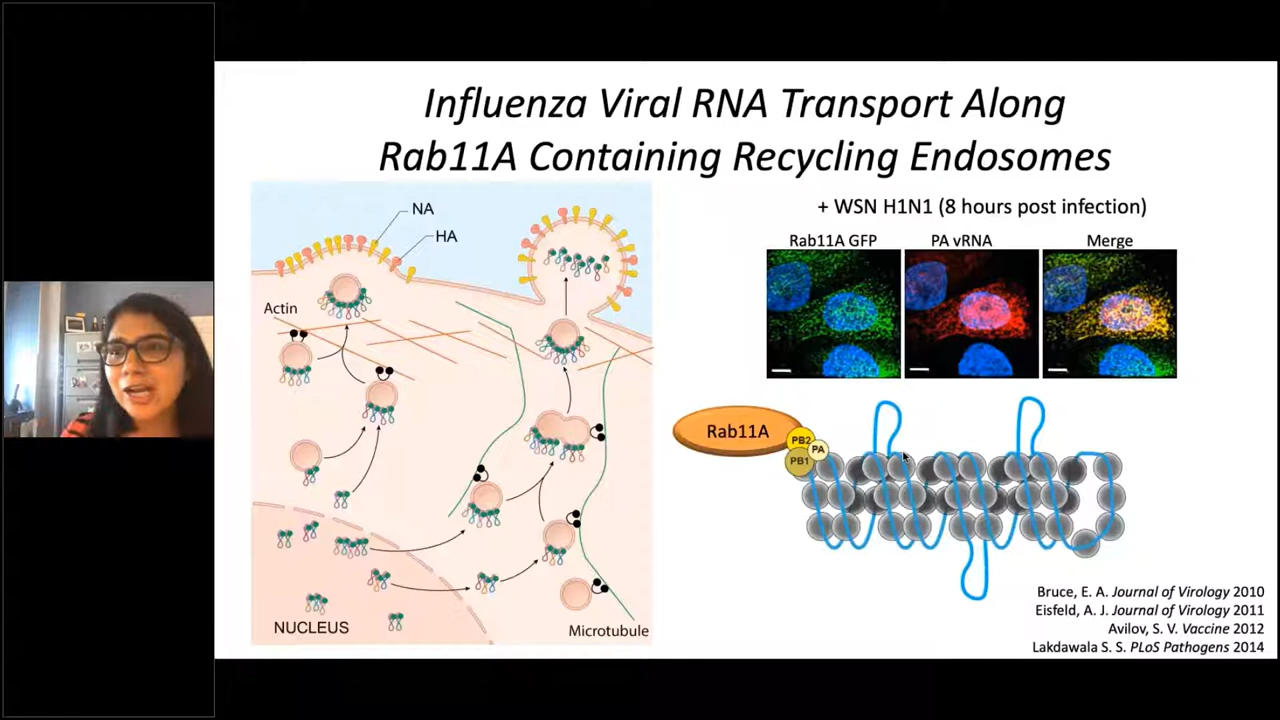 Influenza Viral RNA Transport Along
Rab11A Containing Recycling Endosomes
NA
HA
Actin
NUCLEUS
Microtubule
+ WSN H1N1 (8 hours post infection)
Rab11A GFP
PA vRNA
Merge
Rab11A
PB2
PA
PB1
Bruce, E. A. Journal of Virology 2010
Eisfeld, A. J. Journal of Virology 2011
Avilov, S. V. Vaccine 2012
Lakdawala S. S. PLoS Pathogens 2014